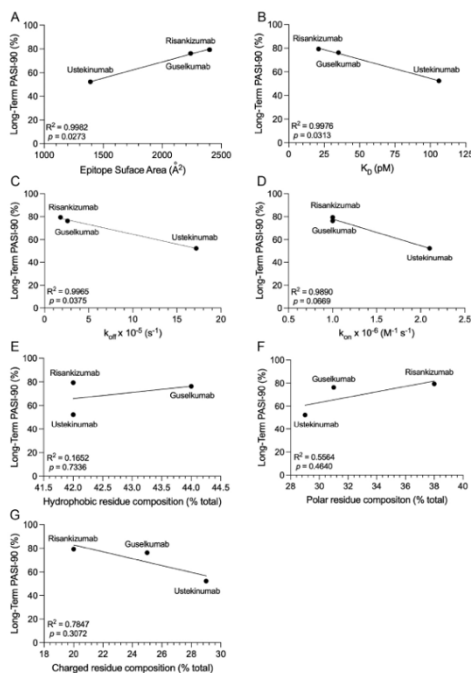 A
Long-Term PASI-90 (%)
100
80
60
40
20
0
Risankizumab
Guselkumab
Ustekinumab
R² = 0.9982
p = 0.0273
1000 1500 2000 2500
Epitope Suface Area (Å²)
B
Long-Term PASI-90 (%)
100
80
60
40
20
0
Risankizumab
Guselkumab
Ustekinumab
R² = 0.9976
p = 0.0313
0 25 50 75 100 125
K_D (pM)
C
Long-Term PASI-90 (%)
100
80
60
40
20
0
Risankizumab
Guselkumab
Ustekinumab
R² = 0.9965
p = 0.0375
0 5 10 15 20
k_off x 10⁻⁵ (s⁻¹)
D
Long-Term PASI-90 (%)
100
80
60
40
20
0
Risankizumab
Guselkumab
Ustekinumab
R² = 0.9890
p = 0.0669
0.5 1.0 1.5 2.0 2.5
k_on x 10⁻⁶ (M⁻¹ s⁻¹)
E
Long-Term PASI-90 (%)
100
80
60
40
20
0
Risankizumab
Guselkumab
Ustekinumab
R² = 0.1652
p = 0.7336
41.5 42.0 42.5 43.0 43.5 44.0 44.5
Hydrophobic residue composition (% total)
F
Long-Term PASI-90 (%)
100
80
60
40
20
0
Risankizumab
Guselkumab
Ustekinumab
R² = 0.5564
p = 0.4640
28 30 32 34 36 38 40
Polar residue compositon (% total)
G
Long-Term PASI-90 (%)
100
80
60
40
20
0
Risankizumab
Guselkumab
Ustekinumab
R² = 0.7847
p = 0.3072
18 20 22 24 26 28 30
Charged residue composition (% total)